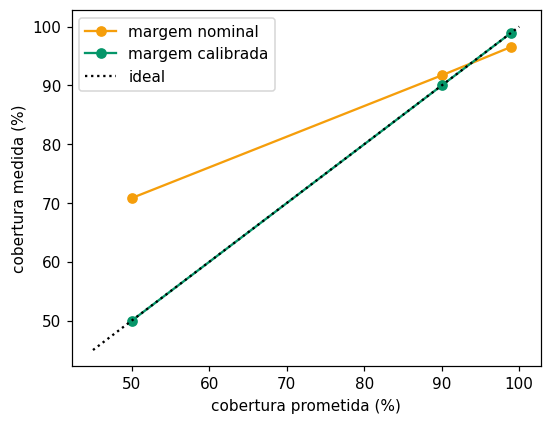 margem nominal
margem calibrada
ideal
cobertura medida (%)
100
90
80
70
60
50
50
60
70
80
90
100
cobertura prometida (%)